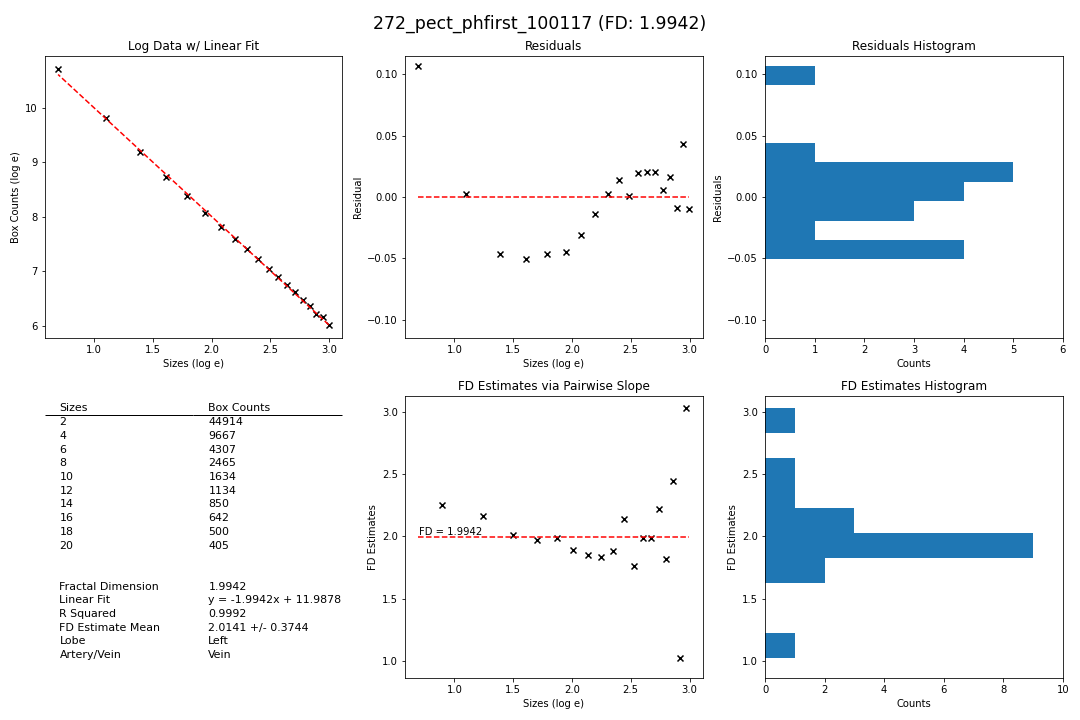 272_pect_phfirst_100117 (FD: 1.9942)
Log Data w/ Linear Fit
Box Counts (log e)
10
9
8
7
6
1.0 1.5 2.0 2.5 3.0
Sizes (log e)
Residuals
Residual
0.10
0.05
0.00
−0.05
−0.10
1.0 1.5 2.0 2.5 3.0
Sizes (log e)
Residuals Histogram
Residuals
0.10
0.05
0.00
−0.05
−0.10
0 1 2 3 4 5 6
Counts
Sizes Box Counts
2 44914
4 9667
6 4307
8 2465
10 1634
12 1134
14 850
16 642
18 500
20 405
Fractal Dimension 1.9942
Linear Fit y = -1.9942x + 11.9878
R Squared 0.9992
FD Estimate Mean 2.0141 +/- 0.3744
Lobe Left
Artery/Vein Vein
FD Estimates via Pairwise Slope
FD Estimates
3.0
2.5
2.0
1.5
1.0
FD = 1.9942
1.0 1.5 2.0 2.5 3.0
Sizes (log e)
FD Estimates Histogram
FD Estimates
3.0
2.5
2.0
1.5
1.0
0 2 4 6 8 10
Counts